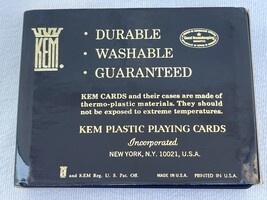 KEM.
• DURABLE
• WASHABLE
• GUARANTEED
Good Housekeeping
KEM CARDS and their cases are made of
thermo-plastic materials. They should
not be exposed to extreme temperatures.
KEM PLASTIC PLAYING CARDS
Incorporated
NEW YORK, N.Y. 10021, U.S.A.
and KEM Reg. U. S. Pat. Off.
MADE IN U.S.A. PRINTED IN U.S.A.